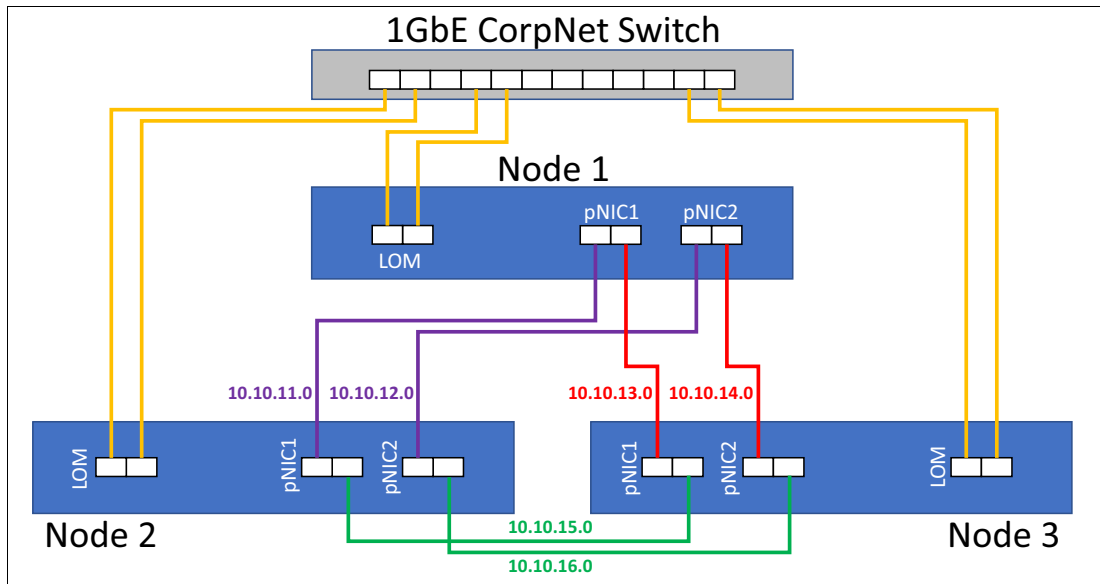 1GbE CorpNet Switch
Node 1
pNIC1
pNIC2
LOM
10.10.11.0
10.10.12.0
10.10.13.0
10.10.14.0
LOM
pNIC1
pNIC2
pNIC1
pNIC2
LOM
Node 2
10.10.15.0
Node 3
10.10.16.0